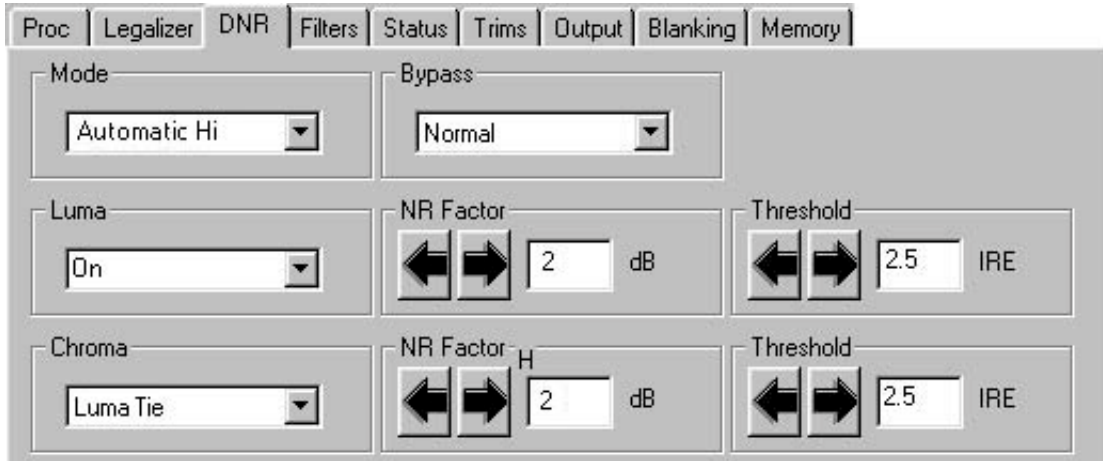 Proc Legalizer DNR Filters Status Trims Output Blanking Memory
Mode Bypass
Automatic Hi Normal
Luma NR Factor Threshold
On 2 dB 2.5 IRE
Chroma NR Factor H Threshold
Luma Tie 2 dB 2.5 IRE